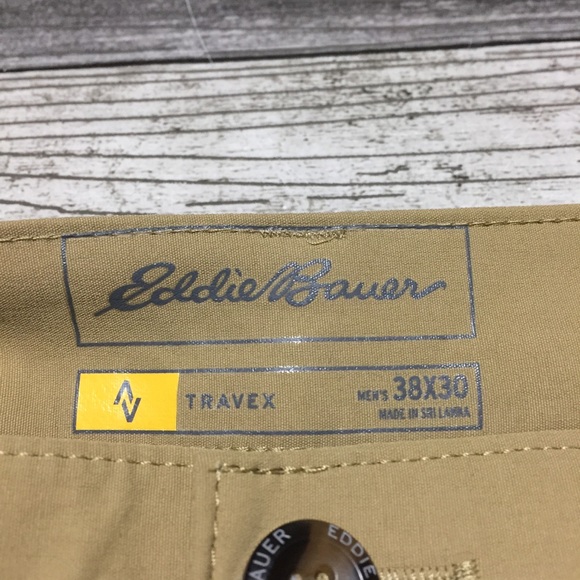 Eddie Bauer
TRAVEX
MEN'S 38X30
MADE IN SRI LANKA
EDDIE
BAUER